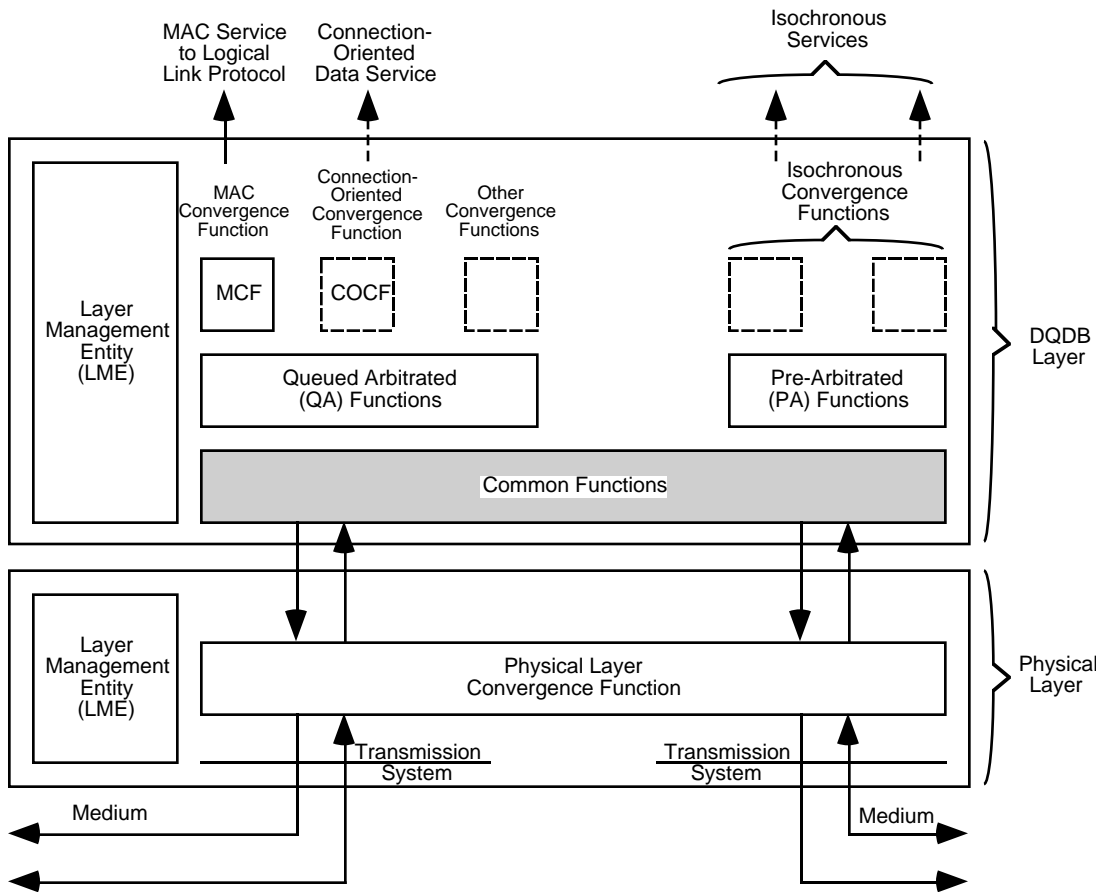 MAC Service
to Logical
Link Protocol
Connection-
Oriented
Data Service
Isochronous
Services
MAC
Convergence
Function
Connection-
Oriented
Convergence
Function
Other
Convergence
Functions
Isochronous
Convergence
Functions
Layer
Management
Entity
(LME)
MCF
COCF
DQDB
Layer
Queued Arbitrated
(QA) Functions
Pre-Arbitrated
(PA) Functions
Common Functions
Layer
Management
Entity
(LME)
Physical Layer
Convergence Function
Physical
Layer
Transmission
System
Transmission
System
Medium
Medium